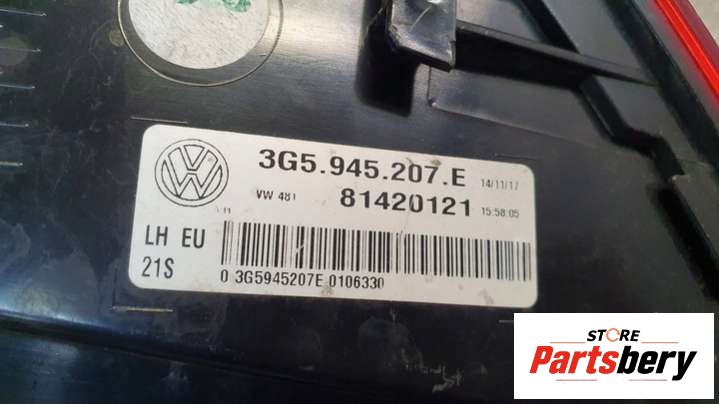 3G5.945.207.E 14/11/17
VW 481 81420121 15:58:05
LH EU
21S
0 3G5945207E 0106330
STORE
Partsbery